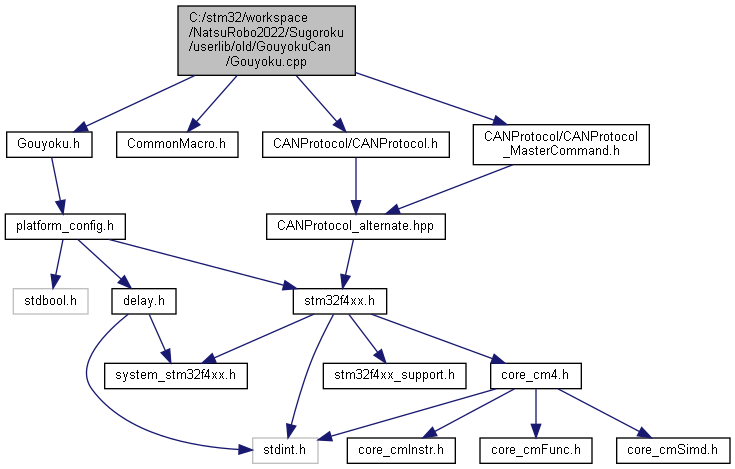 C:/stm32/workspace
/NatsuRobo2022/Sugoroku
/userlib/old/GouyokuCan
/Gouyoku.cpp
Gouyoku.h
CommonMacro.h
CANProtocol/CANProtocol.h
CANProtocol/CANProtocol
_MasterCommand.h
platform_config.h
CANProtocol_alternate.hpp
stdbool.h
delay.h
stm32f4xx.h
system_stm32f4xx.h
stm32f4xx_support.h
core_cm4.h
stdint.h
core_cmInstr.h
core_cmFunc.h
core_cmSimd.h